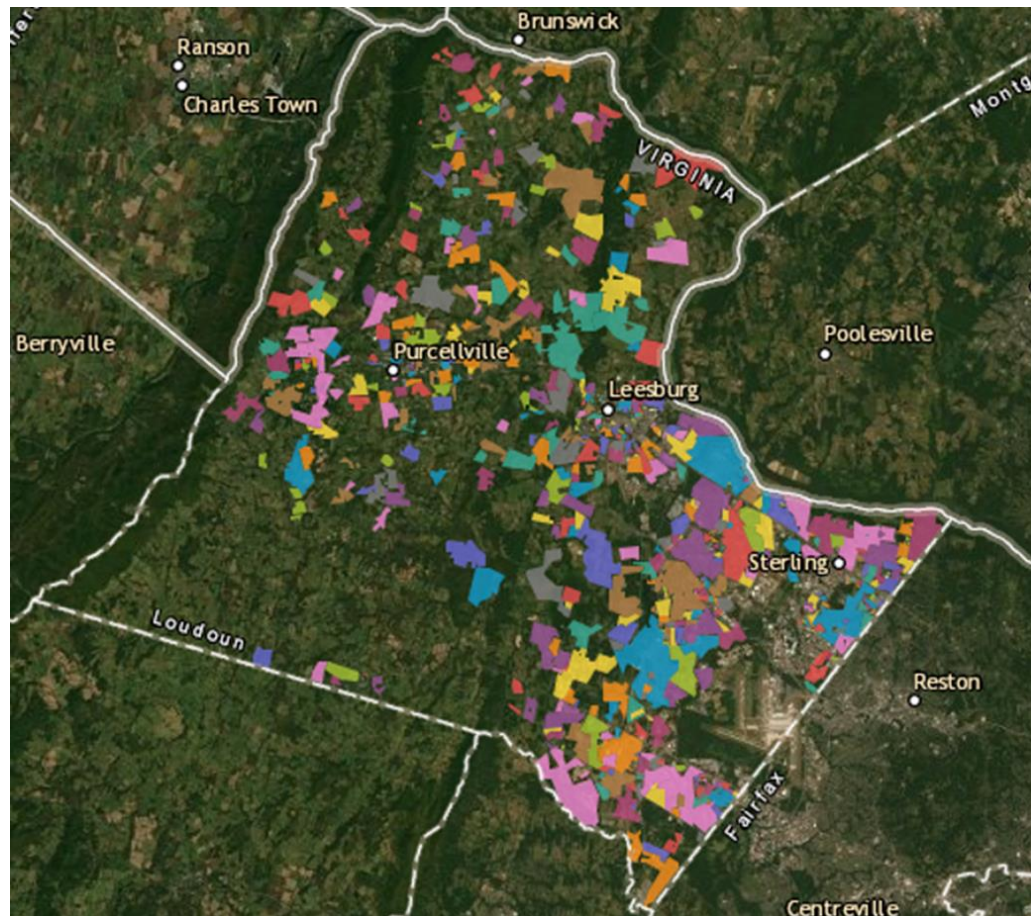 Brunswick
Ranson
Charles Town
Montg
VIRGINIA
Berryville
Poolesville
Purcellville
Leesburg
Sterling
Loudoun
Reston
Fairfax
Centreville